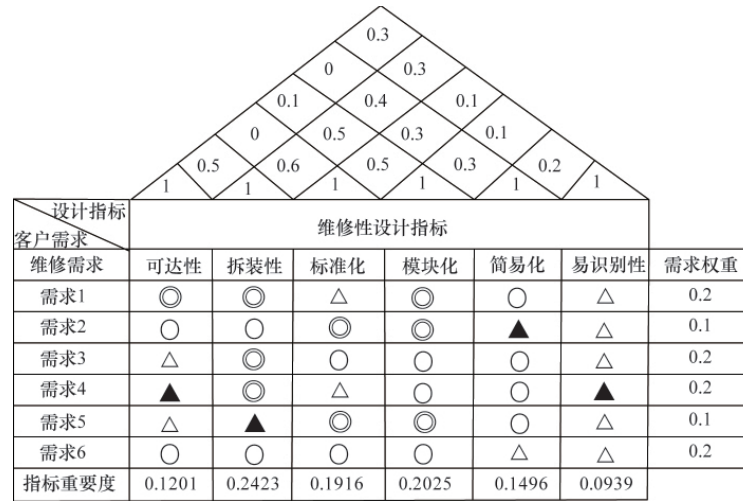 0.3
0 0.3
0.1 0.4 0.1
0 0.5 0.3 0.1
0.5 0.6 0.5 0.3 0.2
1 1 1 1 1 1
设计指标
客户需求
维修性设计指标
维修需求 可达性 拆装性 标准化 模块化 简易化 易识别性 需求权重
需求1 ◎ ◎ △ ◎ ○ △ 0.2
需求2 ○ ○ ◎ ◎ ▲ △ 0.1
需求3 △ ◎ ○ ○ ○ △ 0.2
需求4 ▲ ◎ △ ○ ○ ▲ 0.2
需求5 △ ▲ ◎ ◎ ○ △ 0.1
需求6 ○ ○ ○ ○ △ △ 0.2
指标重要度 0.1201 0.2423 0.1916 0.2025 0.1496 0.0939